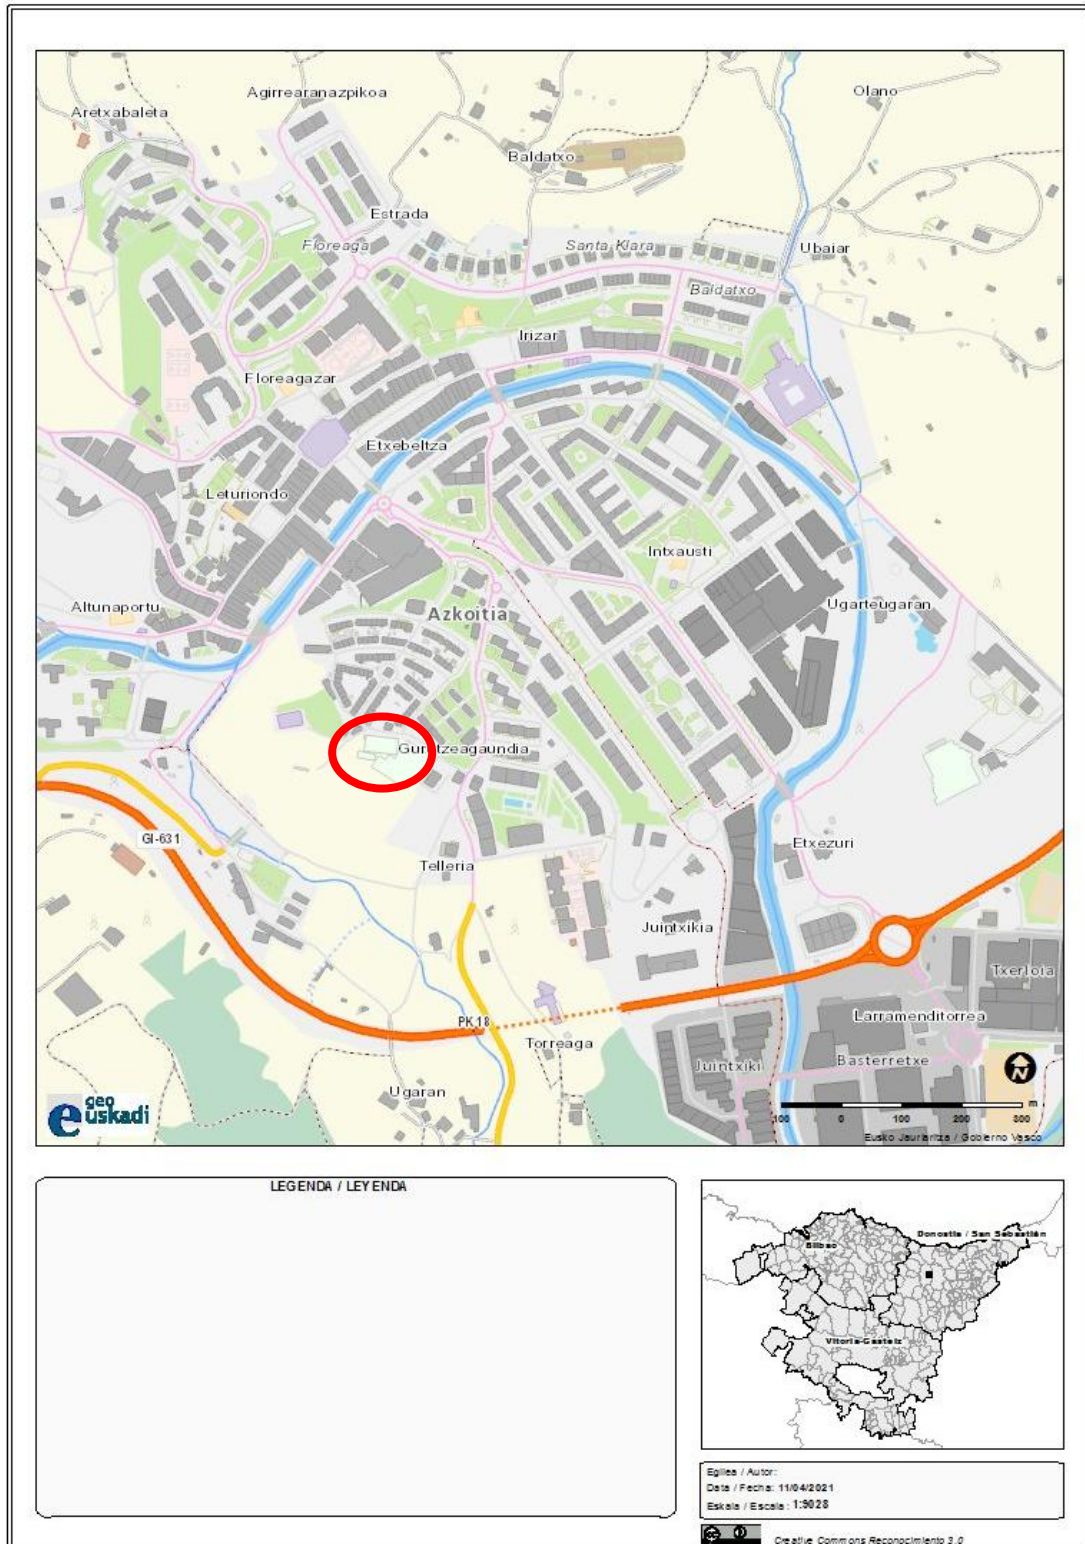 Agirrearanazpikoa
Olano
Aretxabaleta
Baldatxo
Estrada
Floreaga
Santa Klara
Ubaiar
Baldatxo
Irizar
Floreagazar
Etxebeltza
Leturiondo
Intxausti
Altunaportu
Azkoitia
Ugarteugaran
Gurutzeagaundia
GI-631
Etxezuri
Telleria
Juintxikia
Txerloia
PK 18
Larramenditorrea
Torreaga
Basterretxe
Juintxiki
Ugaran
N
geo
euskadi
100 0 100 200 300 m
Eusko Jaurlaritza / Gobierno Vasco
LEGENDA / LEYENDA
Donostia / San Sebastián
Bilbao
Vitoria-Gasteiz
Egilea / Autor:
Data / Fecha: 11/04/2021
Eskala / Escala : 1:9028
cc
Creative Commons Reconocimiento 3.0